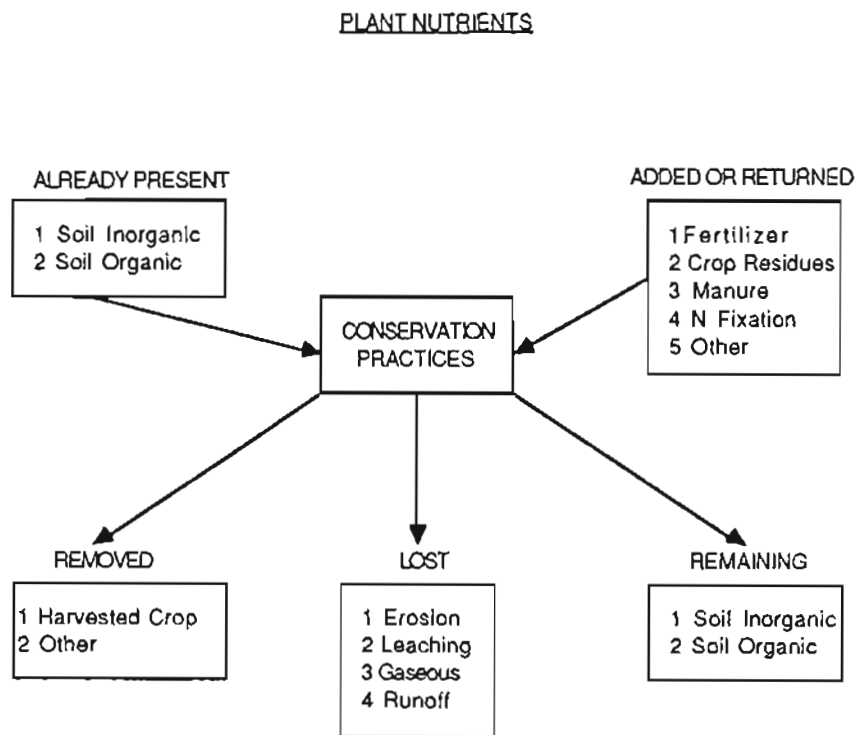 PLANT NUTRIENTS
ALREADY PRESENT
1 Soil Inorganic
2 Soil Organic
ADDED OR RETURNED
1 Fertilizer
2 Crop Residues
3 Manure
4 N Fixation
5 Other
CONSERVATION
PRACTICES
REMOVED
1 Harvested Crop
2 Other
LOST
1 Erosion
2 Leaching
3 Gaseous
4 Runoff
REMAINING
1 Soil Inorganic
2 Soil Organic